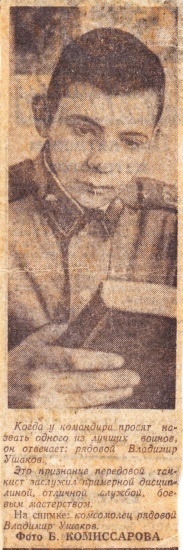 Когда у командира просят на-
звать одного из лучших воинов,
он отвечает: рядовой Владимир
Ушаков.
Это признание передовой тан-
кист заслужил примерной дисцип-
линой, отличной службой, бое-
вым мастерством.
На снимке: комсомолец рядовой
Владимир Ушаков.
Фото Б. КОМИССАРОВА.